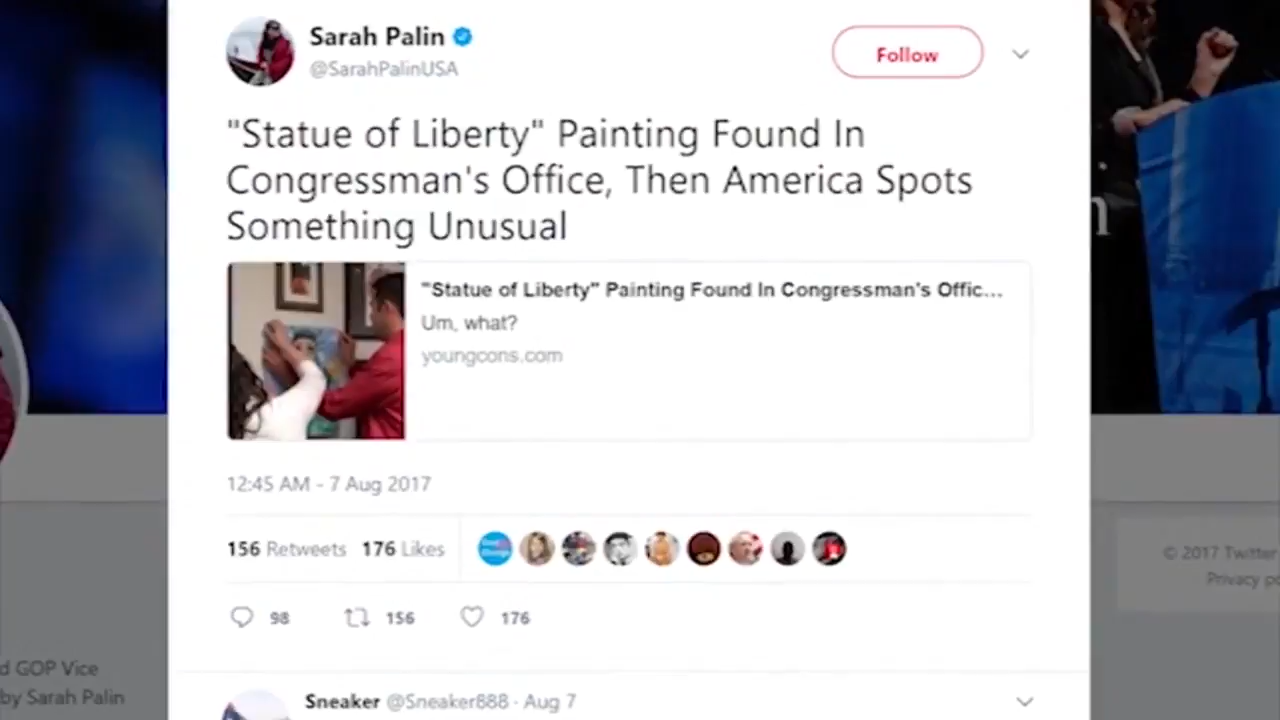 Sarah Palin
@SarahPalinUSA
Follow
"Statue of Liberty" Painting Found In
Congressman's Office, Then America Spots
Something Unusual
"Statue of Liberty" Painting Found In Congressman's Offic...
Um, what?
youngcons.com
12:45 AM - 7 Aug 2017
156 Retweets 176 Likes
98 156 176
Sneaker @Sneaker888 · Aug 7
d GOP Vice
by Sarah Palin
© 2017 Twitter
Privacy po
n